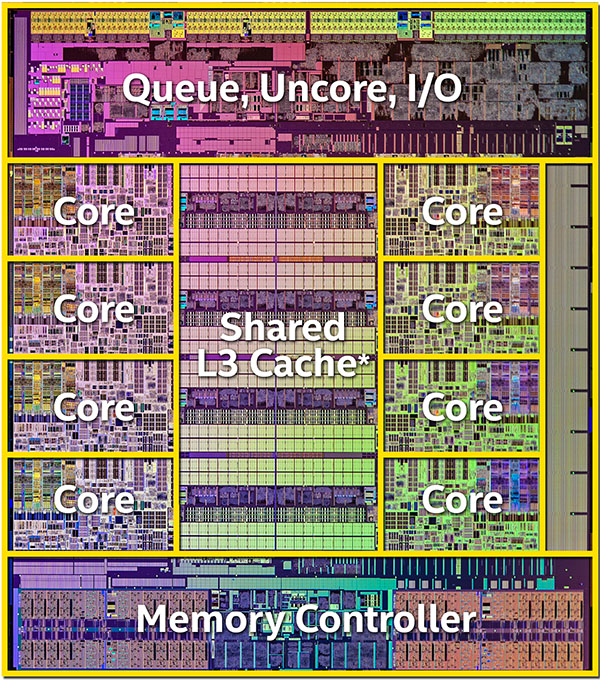 Queue, Uncore, I/O
Core
Core
Core
Core
Shared
L3 Cache*
Core
Core
Core
Core
Memory Controller